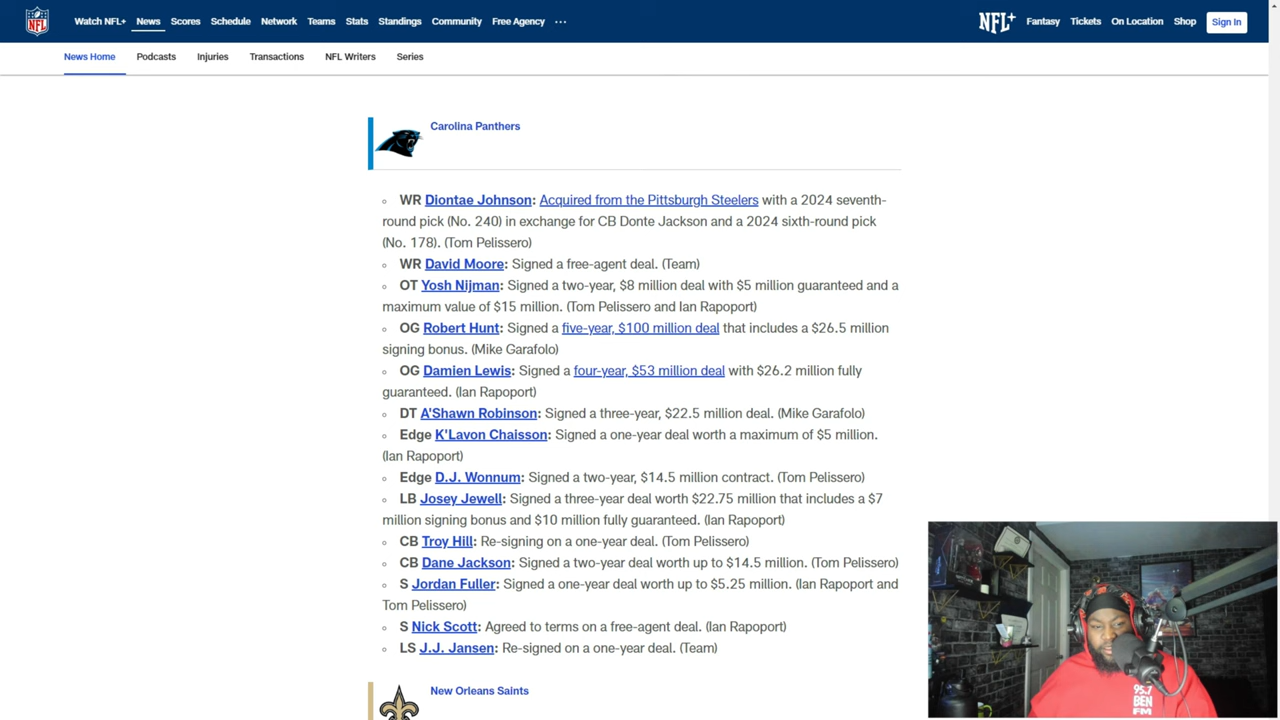 Watch NFL+ News Scores Schedule Network Teams Stats Standings Community Free Agency ... NFL+ Fantasy Tickets On Location Shop Sign In
News Home Podcasts Injuries Transactions NFL Writers Series
Carolina Panthers
WR Diontae Johnson: Acquired from the Pittsburgh Steelers with a 2024 seventh-
round pick (No. 240) in exchange for CB Donte Jackson and a 2024 sixth-round pick
(No. 178). (Tom Pelissero)
WR David Moore: Signed a free-agent deal. (Team)
OT Yosh Nijman: Signed a two-year, $8 million deal with $5 million guaranteed and a
maximum value of $15 million. (Tom Pelissero and Ian Rapoport)
OG Robert Hunt: Signed a five-year, $100 million deal that includes a $26.5 million
signing bonus. (Mike Garafolo)
OG Damien Lewis: Signed a four-year, $53 million deal with $26.2 million fully
guaranteed. (Ian Rapoport)
DT A'Shawn Robinson: Signed a three-year, $22.5 million deal. (Mike Garafolo)
Edge K'Lavon Chaisson: Signed a one-year deal worth a maximum of $5 million.
(Ian Rapoport)
Edge D.J. Wonnum: Signed a two-year, $14.5 million contract. (Tom Pelissero)
LB Josey Jewell: Signed a three-year deal worth $22.75 million that includes a $7
million signing bonus and $10 million fully guaranteed. (Ian Rapoport)
CB Troy Hill: Re-signing on a one-year deal. (Tom Pelissero)
CB Dane Jackson: Signed a two-year deal worth up to $14.5 million. (Tom Pelissero)
S Jordan Fuller: Signed a one-year deal worth up to $5.25 million. (Ian Rapoport and
Tom Pelissero)
S Nick Scott: Agreed to terms on a free-agent deal. (Ian Rapoport)
LS J.J. Jansen: Re-signed on a one-year deal. (Team)
New Orleans Saints
95.7
BEN
FM